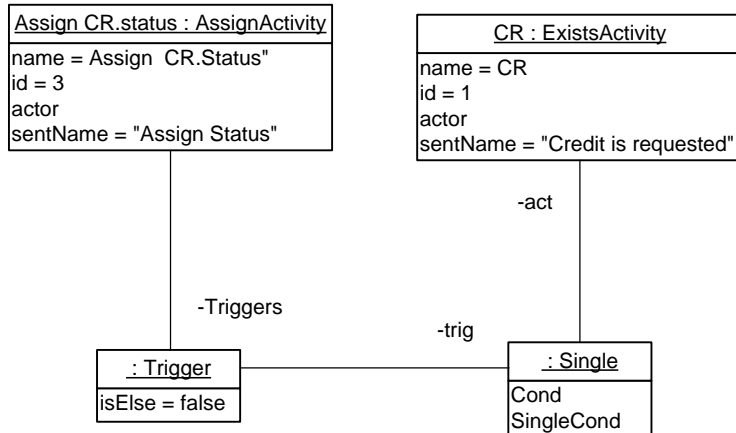 Assign CR.status : AssignActivity
name = Assign  CR.Status"
id = 3
actor
sentName = "Assign Status"
CR : ExistsActivity
name = CR
id = 1
actor
sentName = "Credit is requested"
-act
-Triggers
-trig
: Trigger
isElse = false
: Single
Cond
SingleCond